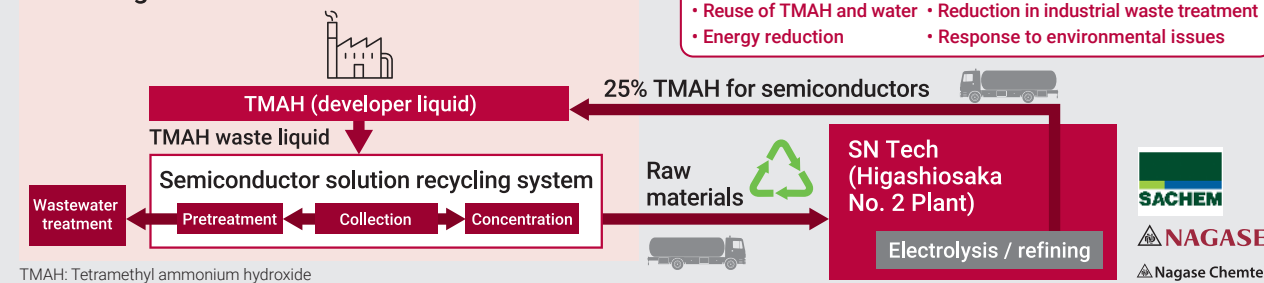 • Reuse of TMAH and water • Reduction in industrial waste treatment
• Energy reduction • Response to environmental issues
25% TMAH for semiconductors
TMAH (developer liquid)
TMAH waste liquid
Semiconductor solution recycling system
Wastewater
treatment
Pretreatment
Collection
Concentration
Raw
materials
SN Tech
(Higashiosaka
No. 2 Plant)
Electrolysis / refining
SACHEM
NAGASE
Nagase Chemte
TMAH: Tetramethyl ammonium hydroxide